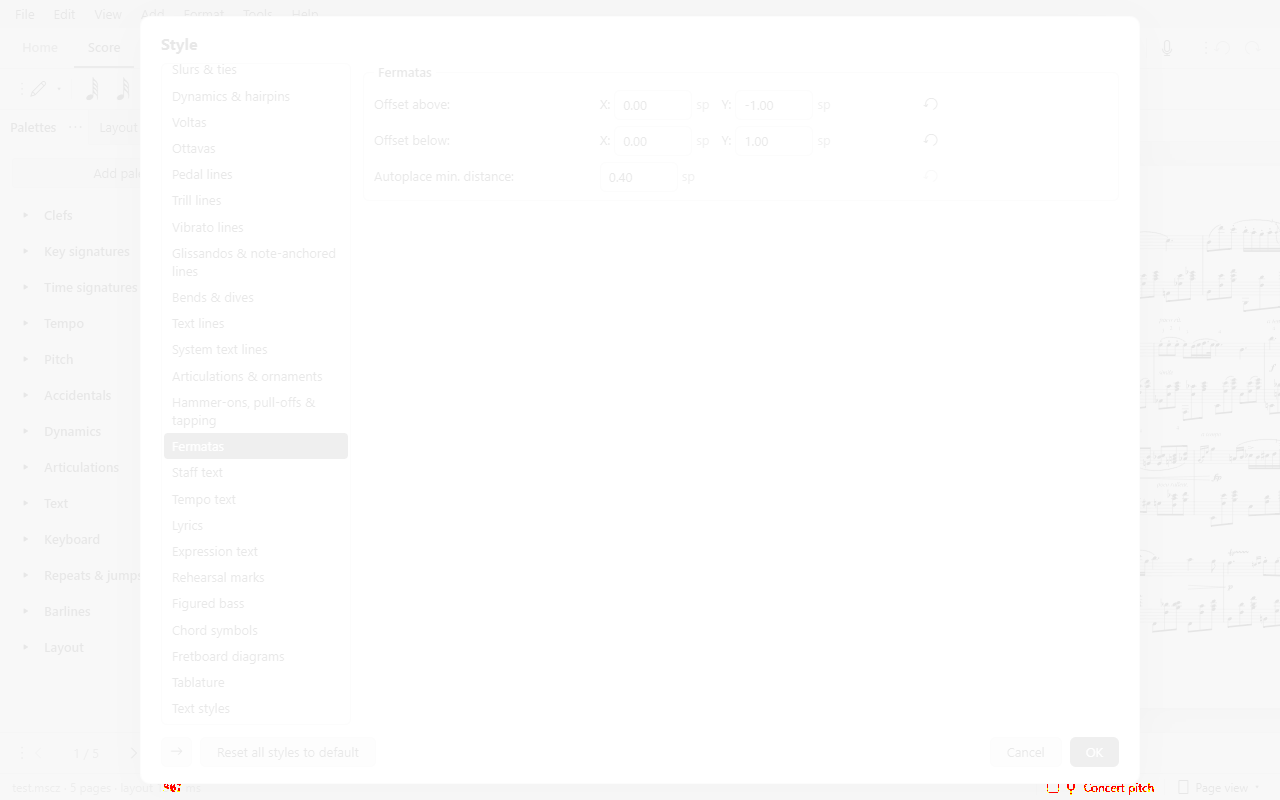 File Edit View Add Format Tools Help
Home Score
Style
Palettes Layout
Add pale
Clefs
Key signatures
Time signatures
Tempo
Pitch
Accidentals
Dynamics
Articulations
Text
Keyboard
Repeats & jumps
Barlines
Layout
Slurs & ties
Dynamics & hairpins
Voltas
Ottavas
Pedal lines
Trill lines
Vibrato lines
Glissandos & note-anchored
lines
Bends & dives
Text lines
System text lines
Articulations & ornaments
Hammer-ons, pull-offs &
tapping
Fermatas
Staff text
Tempo text
Lyrics
Expression text
Rehearsal marks
Figured bass
Chord symbols
Fretboard diagrams
Tablature
Text styles
Fermatas
Offset above: X: 0.00 sp Y: -1.00 sp
Offset below: X: 0.00 sp Y: 1.00 sp
Autoplace min. distance: 0.40 sp
1 / 5
Reset all styles to default
Cancel OK
test.mscz · 5 pages · layout
Concert pitch Page view